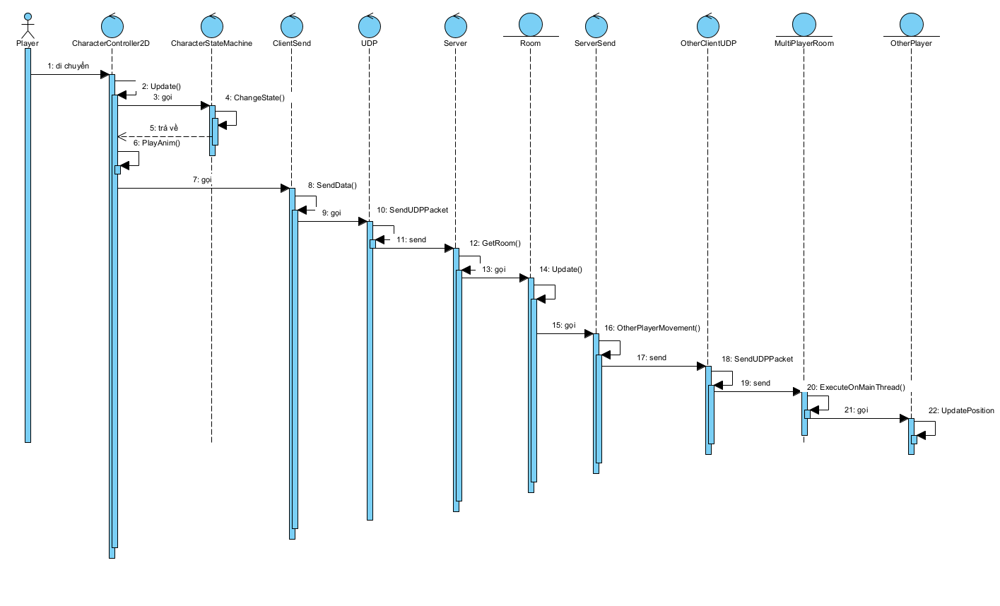 Player
CharacterController2D
CharacterStateMachine
ClientSend
UDP
Server
Room
ServerSend
OtherClientUDP
MultiPlayerRoom
OtherPlayer
1: di chuyển
2: Update()
3: gọi
4: ChangeState()
5: trả về
6: PlayAnim()
7: gọi
8: SendData()
9: gọi
10: SendUDPPacket
11: send
12: GetRoom()
13: gọi
14: Update()
15: gọi
16: OtherPlayerMovement()
17: send
18: SendUDPPacket
19: send
20: ExecuteOnMainThread()
21: gọi
22: UpdatePosition